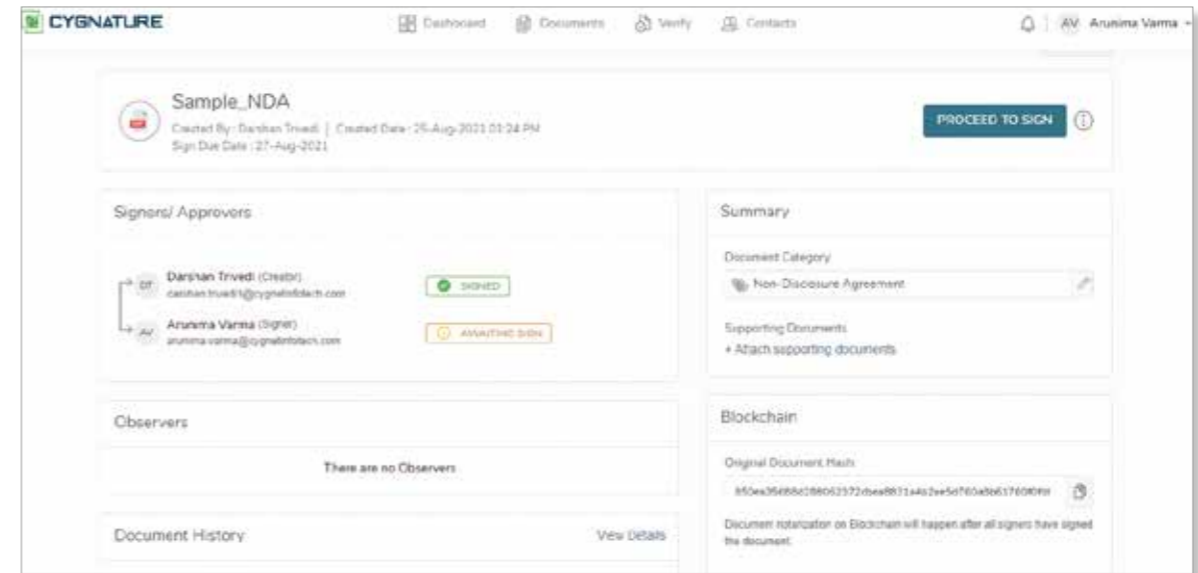 CYGNATURE
Dashboard Documents Verify Contacts AV Arunima Varma
Sample_NDA
Created By : Darshan Trivedi | Created Date : 25-Aug-2021 01:24 PM
Sign Due Date : 27-Aug-2021
PROCEED TO SIGN
Signers/ Approvers
DT Darshan Trivedi (Creator)
SIGNED
AV Arunima Varma (Signer)
arunima.varma@cygnetinfotech.com
AWAITING SIGN
Observers
There are no Observers
Document History View Details
Summary
Document Category
Non-Disclosure Agreement
Supporting Documents
+ Attach supporting documents
Blockchain
Original Document Hash
Document notarization on Blockchain will happen after all signers have signed
the document.